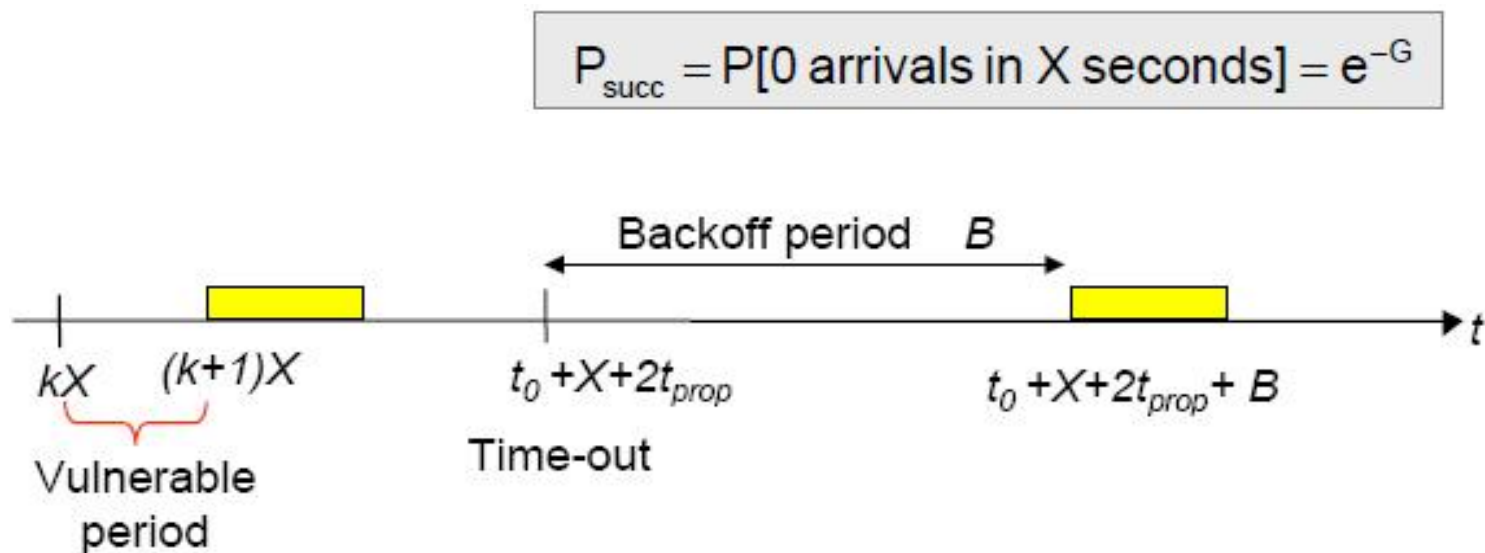 P_succ = P[0 arrivals in X seconds] = e^–G
Backoff period B
t
kX
(k+1)X
t_0 +X+2t_prop
t_0 +X+2t_prop+ B
Vulnerable
period
Time-out